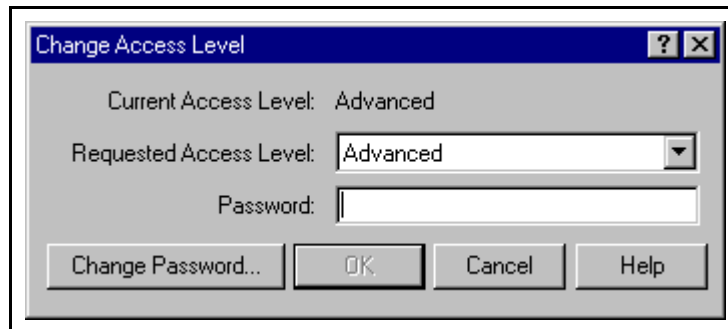 Change Access Level
Current Access Level: Advanced
Requested Access Level: Advanced
Password:
Change Password... OK Cancel Help